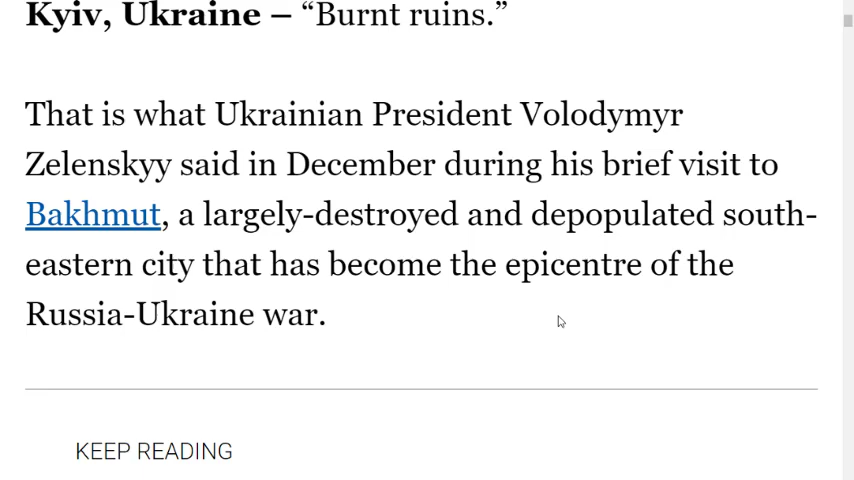 Kyiv, Ukraine – “Burnt ruins.”
That is what Ukrainian President Volodymyr
Zelenskyy said in December during his brief visit to
Bakhmut, a largely-destroyed and depopulated south-
eastern city that has become the epicentre of the
Russia-Ukraine war.
KEEP READING